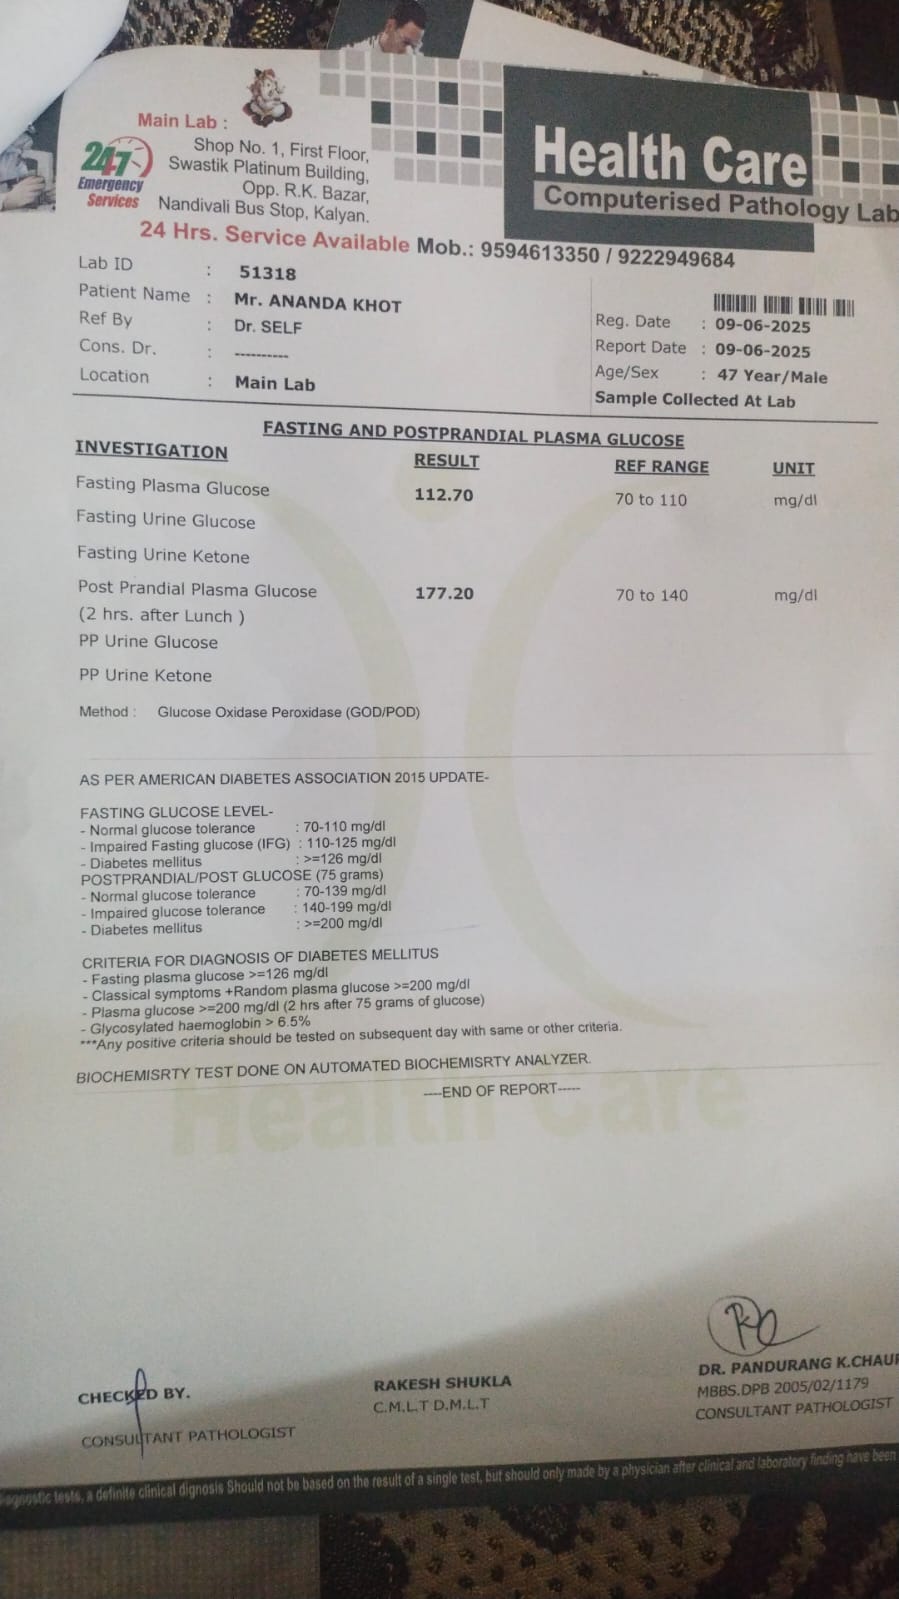 Main Lab :
Shop No. 1, First Floor,
Swastik Platinum Building,
Opp. R.K. Bazar,
Nandivali Bus Stop, Kalyan.
24*7
Emergency
Services
Health Care
Computerised Pathology Lab
24 Hrs. Service Available Mob.: 9594613350 / 9222949684
Lab ID : 51318
Patient Name : Mr. ANANDA KHOT
Ref By : Dr. SELF
Cons. Dr. : ----------
Location : Main Lab
Reg. Date : 09-06-2025
Report Date : 09-06-2025
Age/Sex : 47 Year/Male
Sample Collected At Lab
FASTING AND POSTPRANDIAL PLASMA GLUCOSE
INVESTIGATION RESULT REF RANGE UNIT
Fasting Plasma Glucose 112.70 70 to 110 mg/dl
Fasting Urine Glucose
Fasting Urine Ketone
Post Prandial Plasma Glucose 177.20 70 to 140 mg/dl
(2 hrs. after Lunch )
PP Urine Glucose
PP Urine Ketone
Method : Glucose Oxidase Peroxidase (GOD/POD)
AS PER AMERICAN DIABETES ASSOCIATION 2015 UPDATE-
FASTING GLUCOSE LEVEL-
- Normal glucose tolerance : 70-110 mg/dl
- Impaired Fasting glucose (IFG) : 110-125 mg/dl
- Diabetes mellitus : >=126 mg/dl
POSTPRANDIAL/POST GLUCOSE (75 grams)
- Normal glucose tolerance : 70-139 mg/dl
- Impaired glucose tolerance : 140-199 mg/dl
- Diabetes mellitus : >=200 mg/dl
CRITERIA FOR DIAGNOSIS OF DIABETES MELLITUS
- Fasting plasma glucose >=126 mg/dl
- Classical symptoms +Random plasma glucose >=200 mg/dl
- Plasma glucose >=200 mg/dl (2 hrs after 75 grams of glucose)
- Glycosylated haemoglobin > 6.5%
***Any positive criteria should be tested on subsequent day with same or other criteria.
BIOCHEMISRTY TEST DONE ON AUTOMATED BIOCHEMISRTY ANALYZER.
----END OF REPORT-----
Health Care
CHECKED BY.
CONSULTANT PATHOLOGIST
RAKESH SHUKLA
C.M.L.T D.M.L.T
DR. PANDURANG K.CHAU
MBBS.DPB 2005/02/1179
CONSULTANT PATHOLOGIST
tests, a definite clinical dignosis Should not be based on the result of a single test, but should only made by a physician after clinical and laboratory finding have been